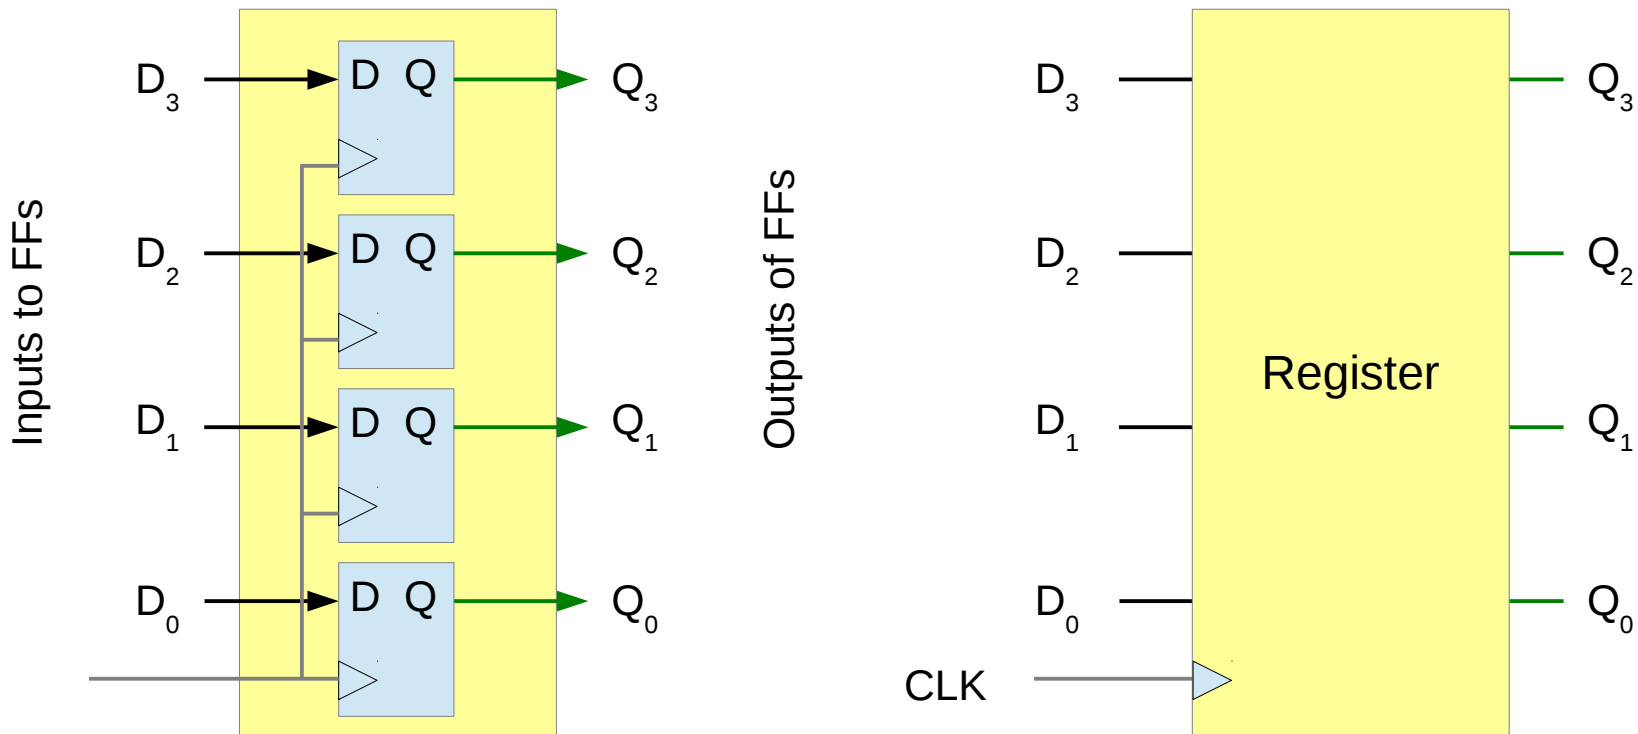 Inputs to FFs
D3
D Q
Q3
D2
D Q
Q2
D1
D Q
Q1
D0
D Q
Q0
Outputs of FFs
D3
Q3
D2
Q2
Register
D1
Q1
D0
Q0
CLK